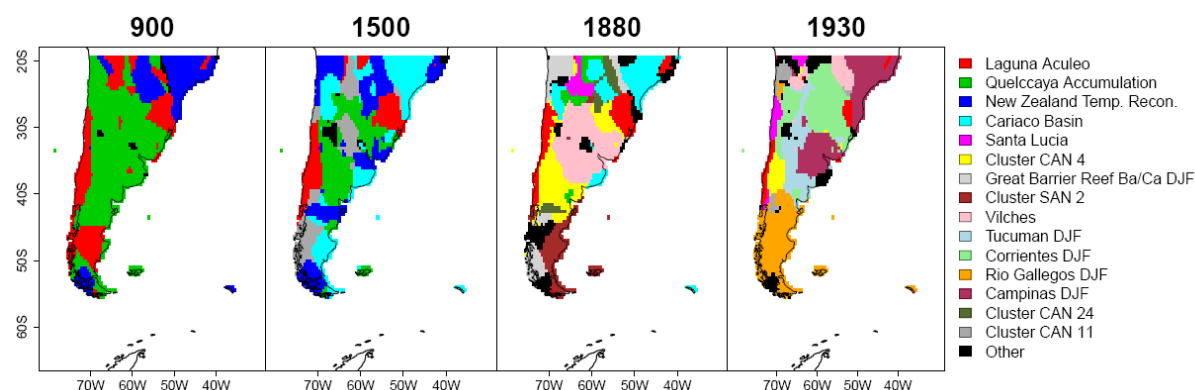 900 1500 1880 1930
20S
30S
40S
50S
60S
70W 60W 50W 40W 70W 60W 50W 40W 70W 60W 50W 40W 70W 60W 50W 40W
Laguna Aculeo
Quelccaya Accumulation
New Zealand Temp. Recon.
Cariaco Basin
Santa Lucia
Cluster CAN 4
Great Barrier Reef Ba/Ca DJF
Cluster SAN 2
Vilches
Tucuman DJF
Corrientes DJF
Rio Gallegos DJF
Campinas DJF
Cluster CAN 24
Cluster CAN 11
Other